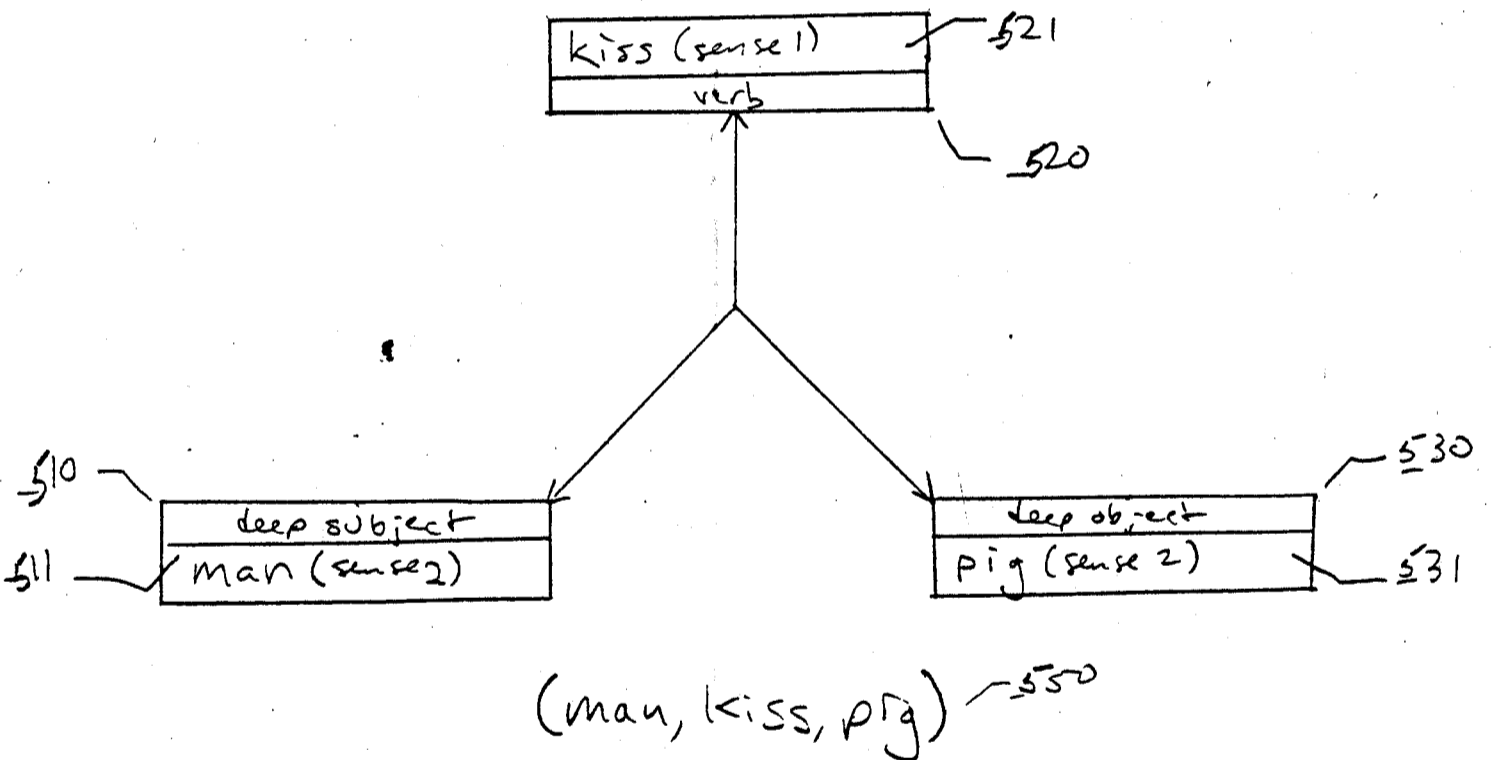 kiss (sense 1)
521
verb
520
510
deep subject
511
man (sense 2)
530
deep object
pig (sense 2)
531
(man, kiss, pig)
550